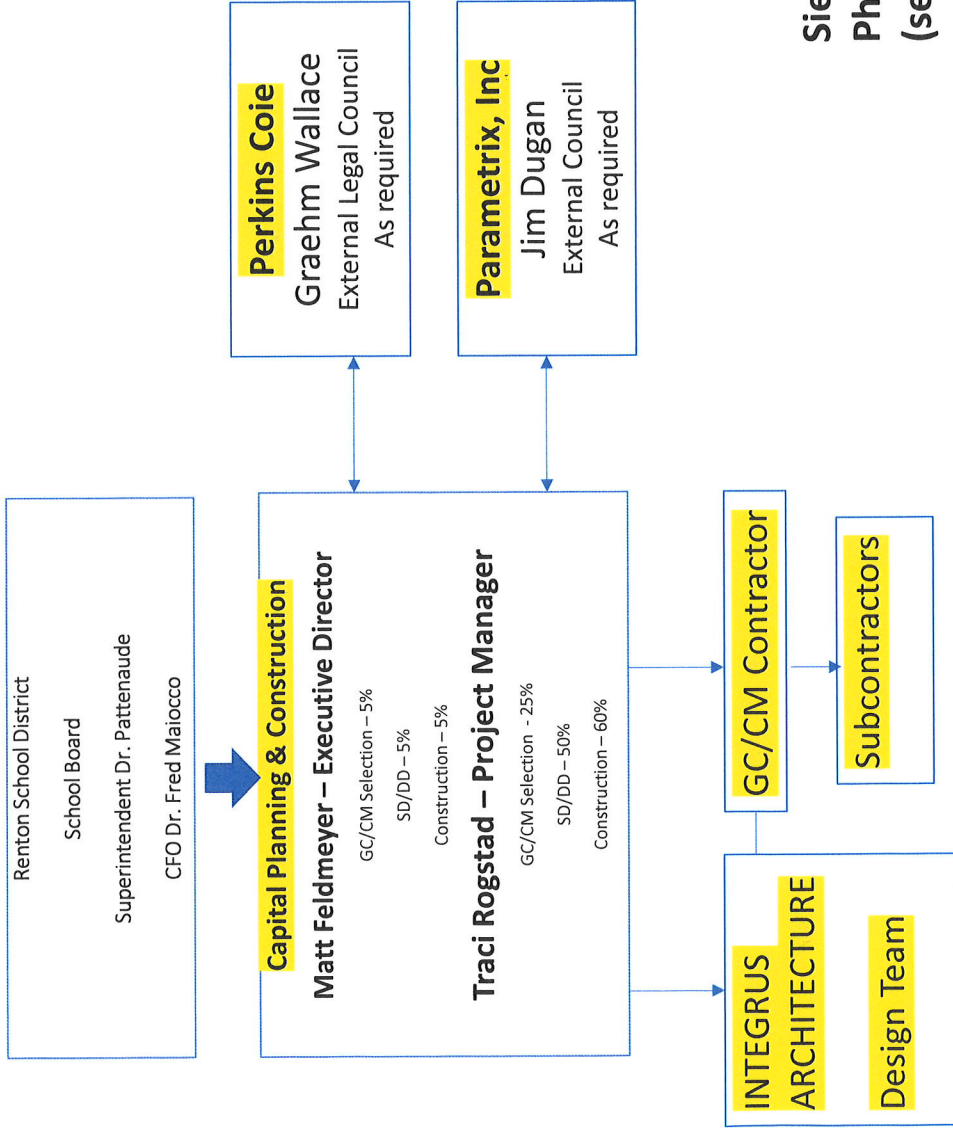 Renton School District
School Board
Superintendent Dr. Pattenaude
CFO Dr. Fred Maiocco
Capital Planning & Construction
Matt Feldmeyer – Executive Director
GC/CM Selection – 5%
SD/DD – 5%
Construction – 5%
Traci Rogstad – Project Manager
GC/CM Selection - 25%
SD/DD – 50%
Construction – 60%
Perkins Coie
Graehm Wallace
External Legal Council
As required
Parametrix, Inc
Jim Dugan
External Council
As required
INTEGRUS
ARCHITECTURE
Design Team
GC/CM Contractor
Subcontractors
Sie
Ph
(se